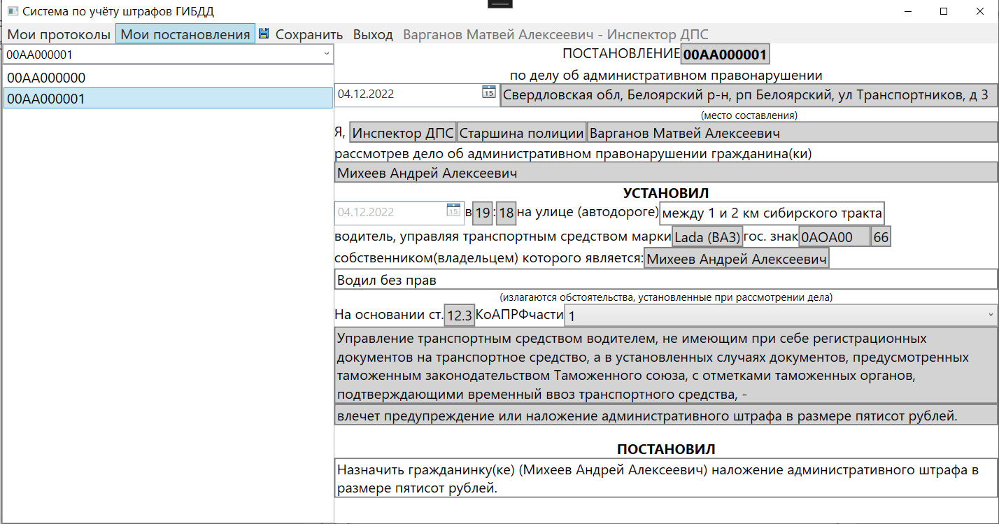 Система по учёту штрафов ГИБДД
Мои протоколы Мои постановления Сохранить Выход Варганов Матвей Алексеевич - Инспектор ДПС
00АА000001
00АА000000
00АА000001
ПОСТАНОВЛЕНИЕ 00АА000001
по делу об административном правонарушении
04.12.2022 15 Свердловская обл, Белоярский р-н, рп Белоярский, ул Транспортников, д 3
(место составления)
Я, Инспектор ДПС Старшина полиции Варганов Матвей Алексеевич
рассмотрев дело об административном правонарушении гражданина(ки)
Михеев Андрей Алексеевич
УСТАНОВИЛ
04.12.2022 15 в 19 : 18 на улице (автодороге) между 1 и 2 км сибирского тракта
водитель, управляя транспортным средством марки Lada (ВАЗ) гос. знак 0АОА00 66
собственником(владельцем) которого является: Михеев Андрей Алексеевич
Водил без прав
(излагаются обстоятельства, установленные при рассмотрении дела)
На основании ст. 12.3 КоАПРФчасти 1
Управление транспортным средством водителем, не имеющим при себе регистрационных
документов на транспортное средство, а в установленных случаях документов, предусмотренных
таможенным законодательством Таможенного союза, с отметками таможенных органов,
подтверждающими временный ввоз транспортного средства, -
влечет предупреждение или наложение административного штрафа в размере пятисот рублей.
ПОСТАНОВИЛ
Назначить гражданинку(ке) (Михеев Андрей Алексеевич) наложение административного штрафа в
размере пятисот рублей.